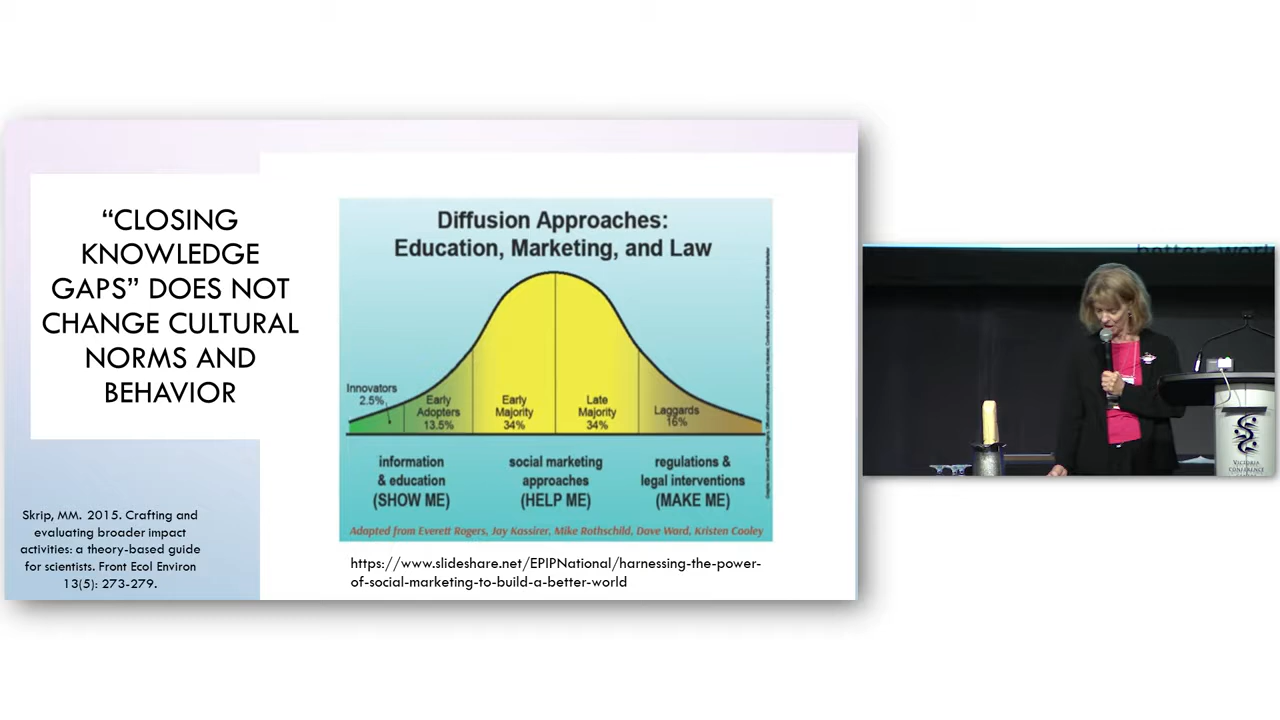 “CLOSING
KNOWLEDGE
GAPS” DOES NOT
CHANGE CULTURAL
NORMS AND
BEHAVIOR
Skrip, MM. 2015. Crafting and
evaluating broader impact
activities: a theory-based guide
for scientists. Front Ecol Environ
13(5): 273-279.
Diffusion Approaches:
Education, Marketing, and Law
Innovators
2.5%
Early
Adopters
13.5%
Early
Majority
34%
Late
Majority
34%
Laggards
16%
information
& education
(SHOW ME)
social marketing
approaches
(HELP ME)
regulations &
legal interventions
(MAKE ME)
Adapted from Everett Rogers, Jay Kassirer, Mike Rothschild, Dave Ward, Kristen Cooley
https://www.slideshare.net/EPIPNational/harnessing-the-power-
of-social-marketing-to-build-a-better-world
better-world
VICTORIA
CONFERENCE